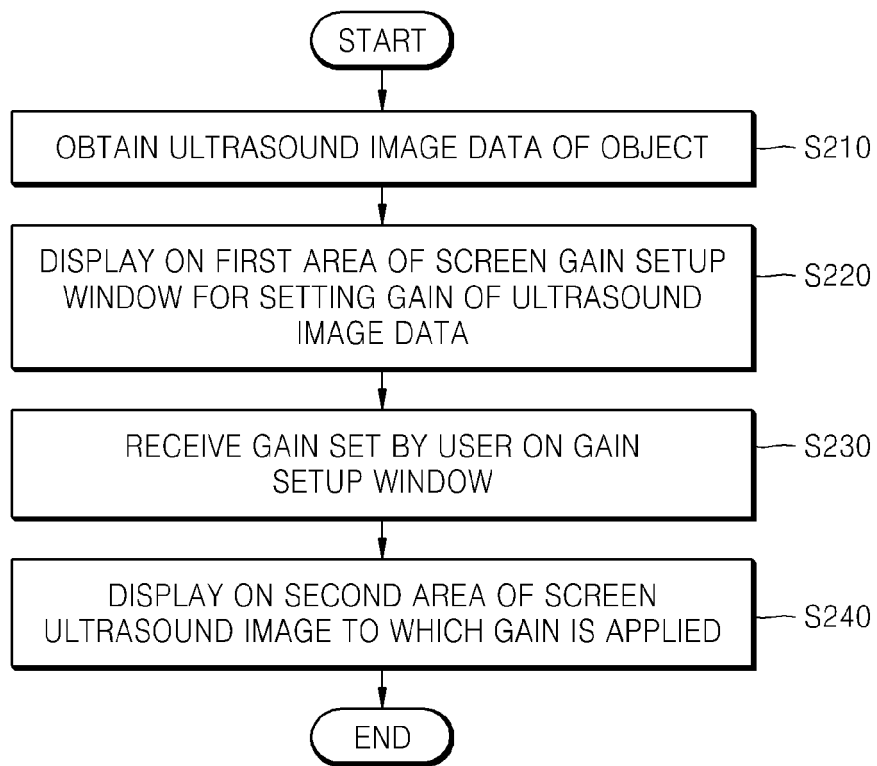 START
OBTAIN ULTRASOUND IMAGE DATA OF OBJECT
S210
DISPLAY ON FIRST AREA OF SCREEN GAIN SETUP
WINDOW FOR SETTING GAIN OF ULTRASOUND
IMAGE DATA
S220
RECEIVE GAIN SET BY USER ON GAIN
SETUP WINDOW
S230
DISPLAY ON SECOND AREA OF SCREEN
ULTRASOUND IMAGE TO WHICH GAIN IS APPLIED
S240
END